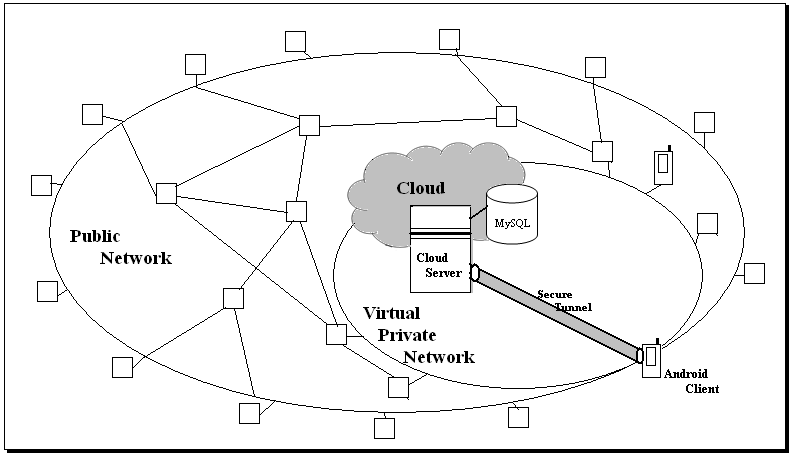 Cloud
MySQL
Public
Network
Cloud
Server
Secure
Tunnel
Virtual
Private
Network
Android
Client